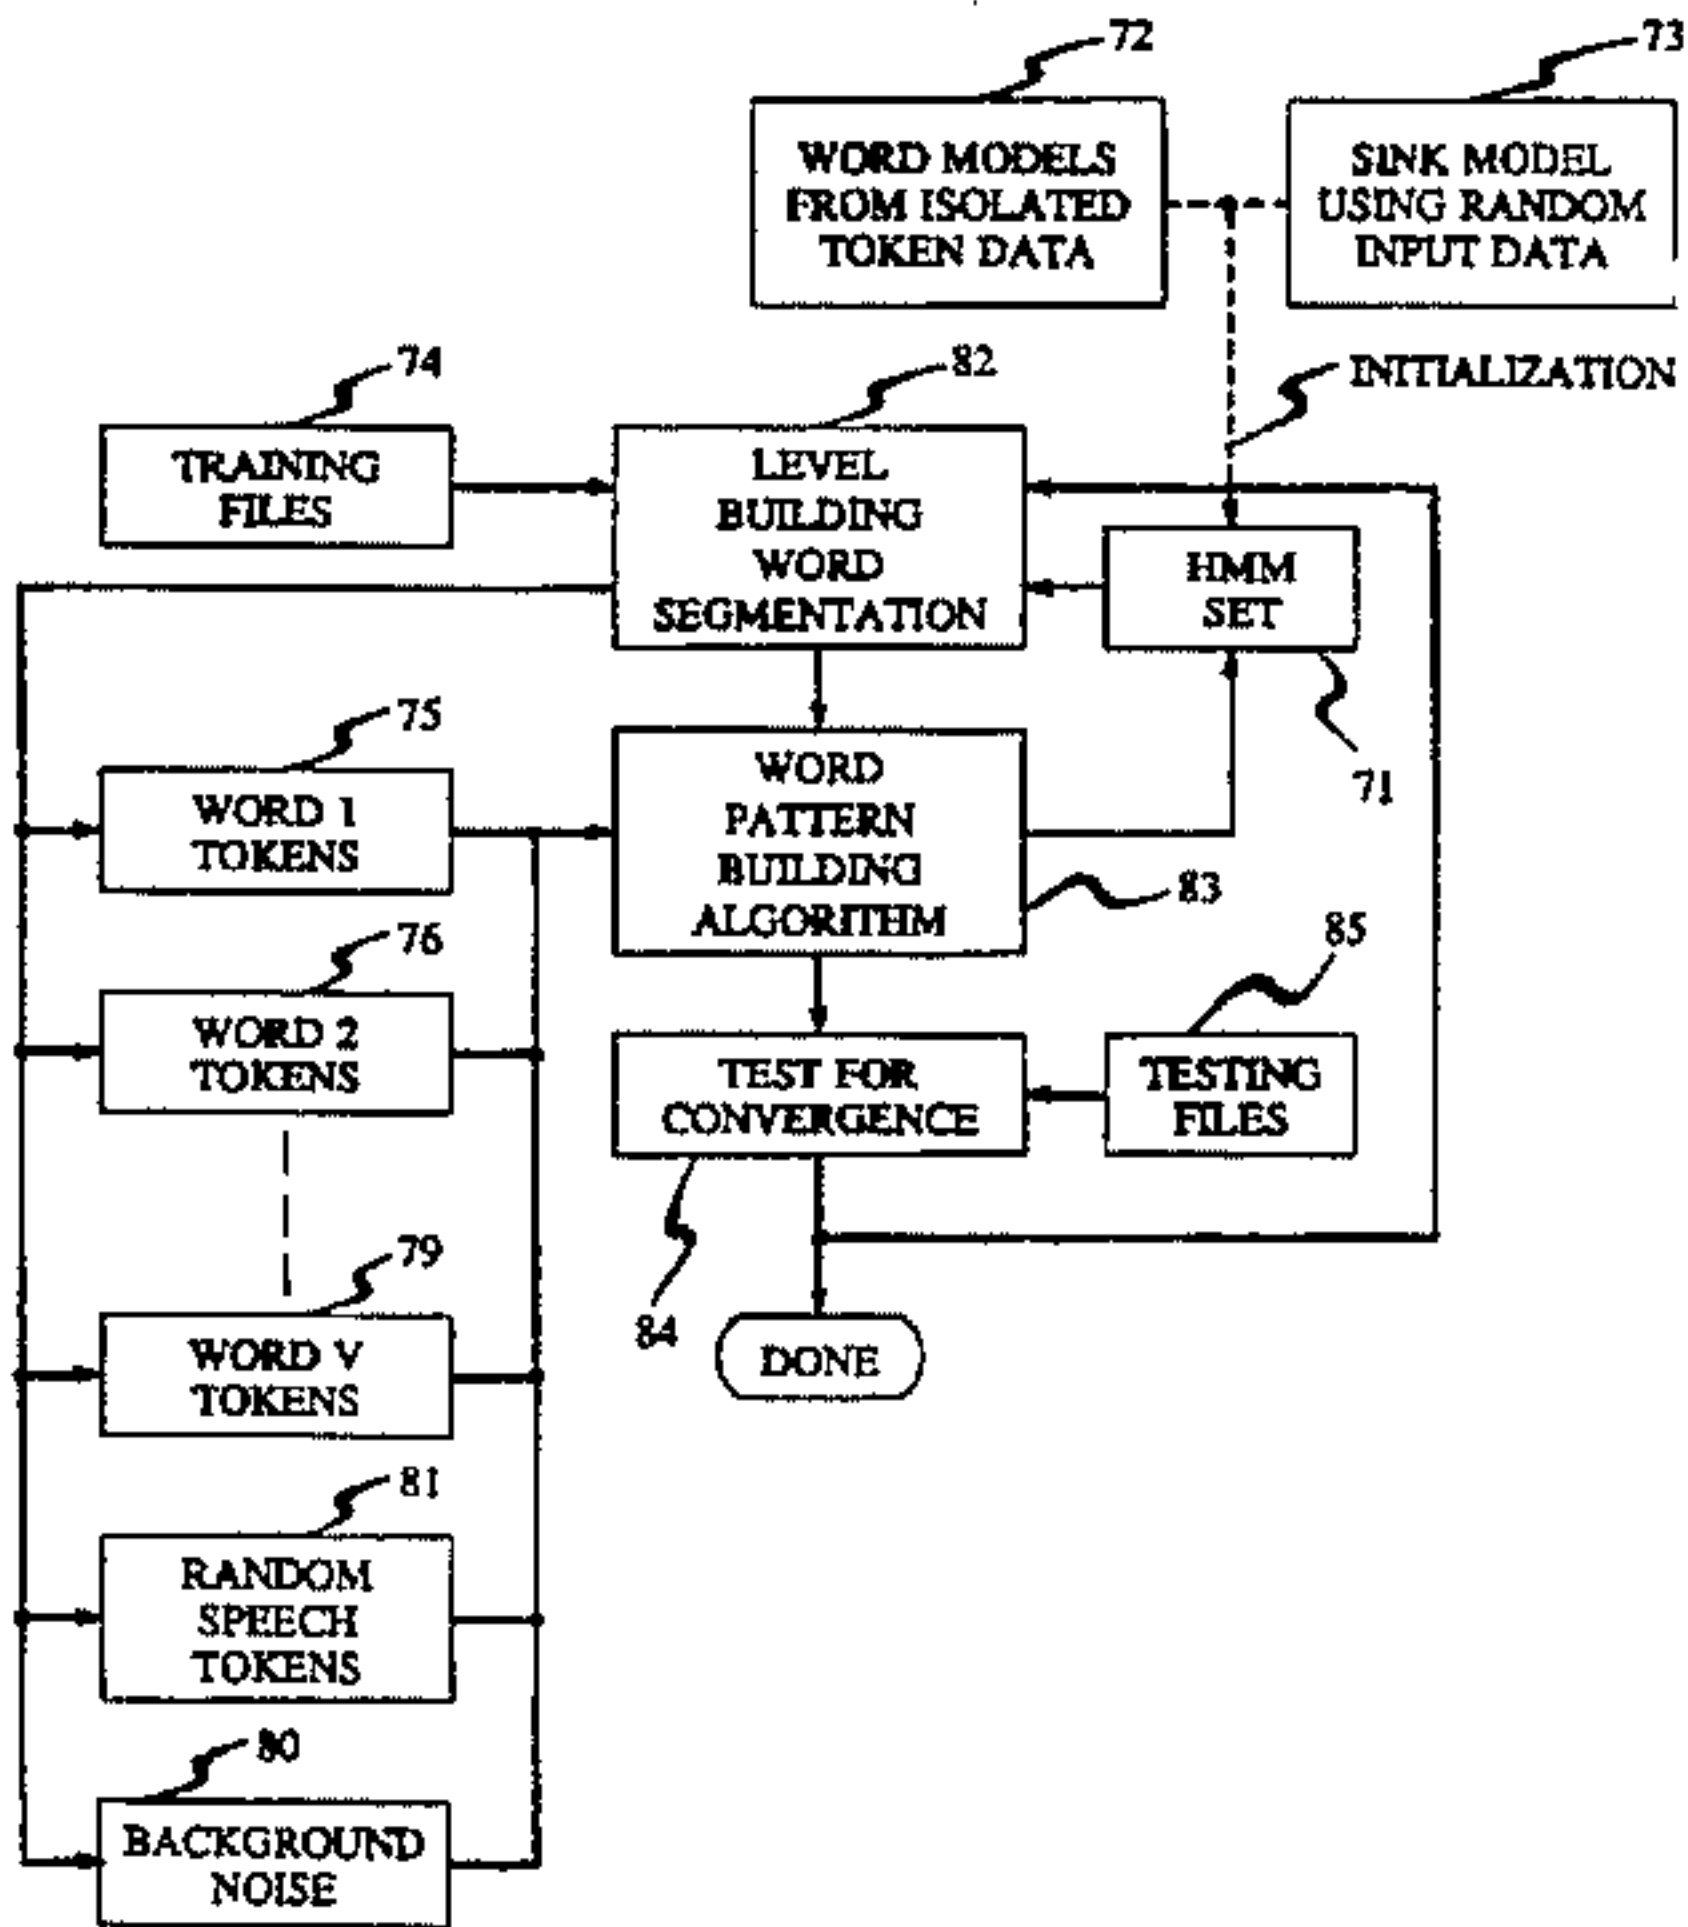 72
73
WORD MODELS
FROM ISOLATED
TOKEN DATA
SINK MODEL
USING RANDOM
INPUT DATA
74
82
INITIALIZATION
TRAINING
FILES
LEVEL
BUILDING
WORD
SEGMENTATION
HMM
SET
71
75
WORD 1
TOKENS
WORD
PATTERN
BUILDING
ALGORITHM
83
76
WORD 2
TOKENS
85
TEST FOR
CONVERGENCE
TESTING
FILES
84
79
WORD V
TOKENS
DONE
81
RANDOM
SPEECH
TOKENS
80
BACKGROUND
NOISE